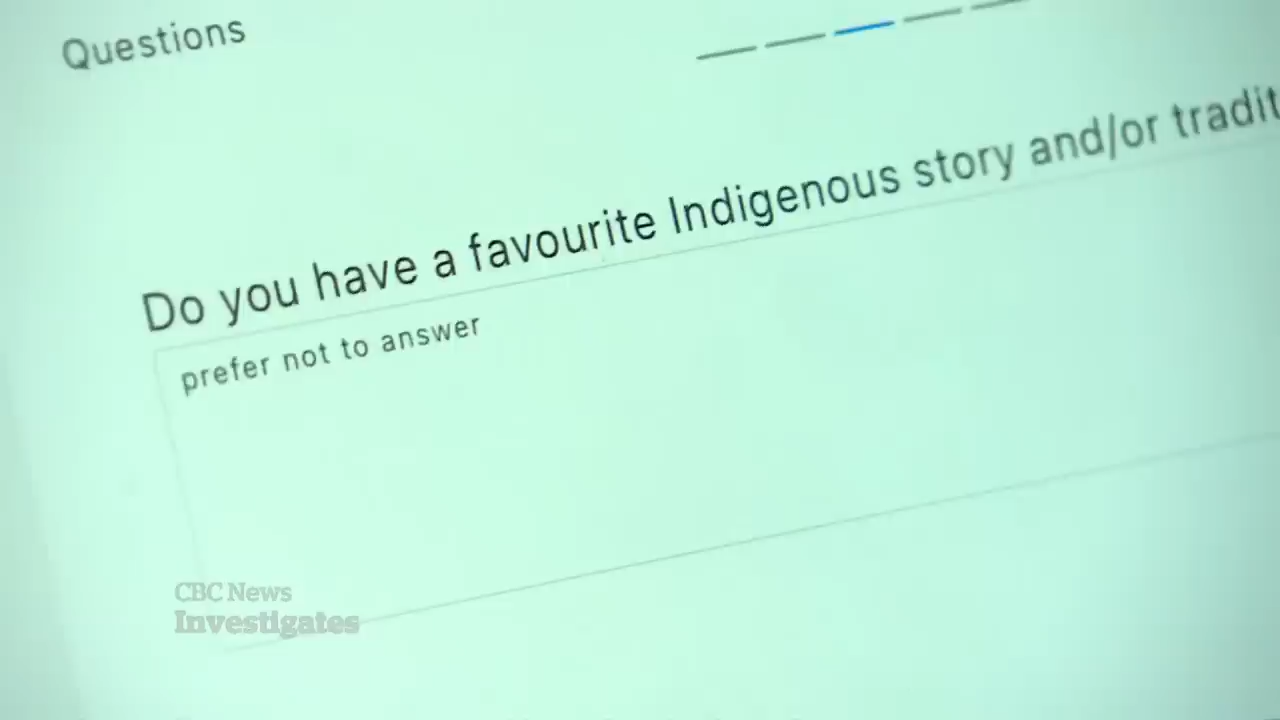 Questions
Do you have a favourite Indigenous story and/or
prefer not to answer
CBC News
Investigates